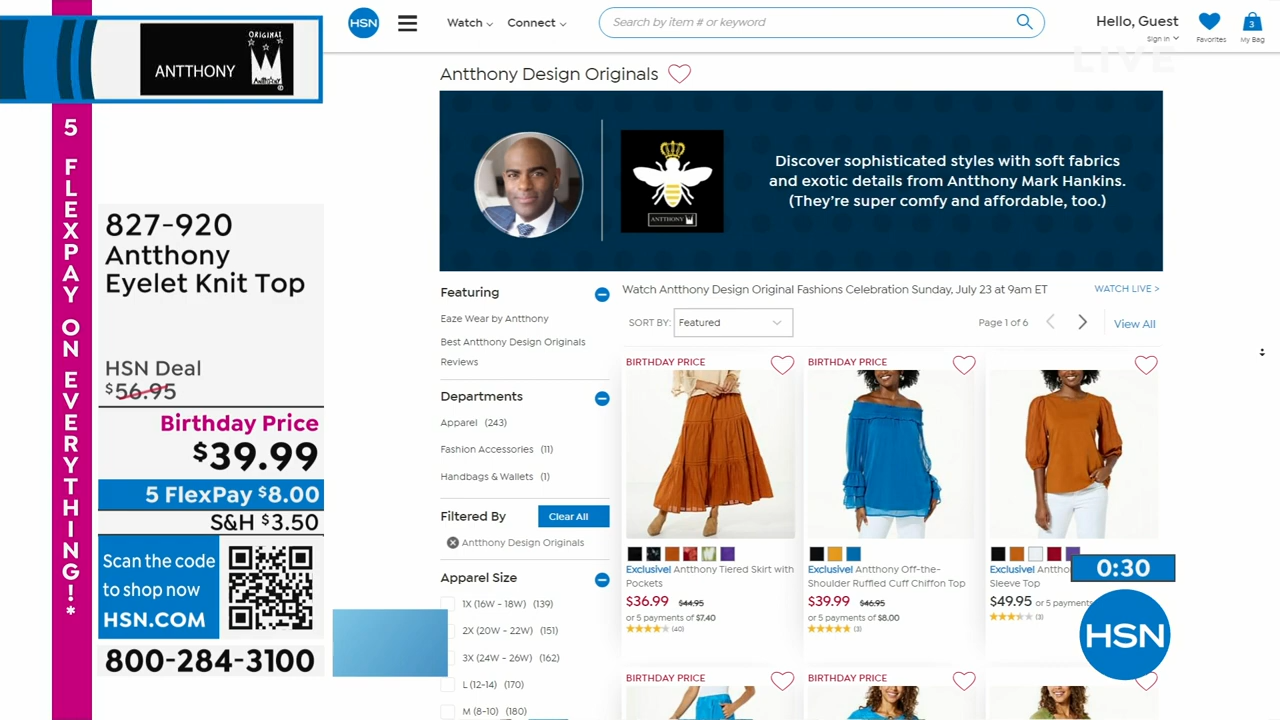 ORIGINAL
ANTTHONY
Antthony
5 FLEXPAY ON EVERYTHING!*
827-920
Antthony
Eyelet Knit Top
HSN Deal
$56.95
Birthday Price
$39.99
5 FlexPay $8.00
S&H $3.50
Scan the code
to shop now
HSN.COM
800-284-3100
HSN
Watch
Connect
Search by item # or keyword
Hello, Guest
Sign In
Favorites
3
My Bag
LIVE
Antthony Design Originals
ANTTHONY
Discover sophisticated styles with soft fabrics
and exotic details from Antthony Mark Hankins.
(They're super comfy and affordable, too.)
Featuring
Eaze Wear by Antthony
Best Antthony Design Originals
Reviews
Departments
Apparel (243)
Fashion Accessories (11)
Handbags & Wallets (1)
Filtered By
Clear All
Antthony Design Originals
Apparel Size
1X (16W - 18W) (139)
2X (20W - 22W) (151)
3X (24W - 26W) (162)
L (12-14) (170)
M (8-10) (180)
Watch Antthony Design Original Fashions Celebration Sunday, July 23 at 9am ET
WATCH LIVE >
SORT BY:
Featured
Page 1 of 6
View All
BIRTHDAY PRICE
Exclusive! Antthony Tiered Skirt with
Pockets
$36.99 $44.95
or 5 payments of $7.40
(40)
BIRTHDAY PRICE
Exclusive! Antthony Off-the-
Shoulder Ruffled Cuff Chiffon Top
$39.99 $46.95
or 5 payments of $8.00
(3)
Exclusive! Antthon
Sleeve Top
$49.95 or 5 payments
(3)
0:30
HSN
BIRTHDAY PRICE
BIRTHDAY PRICE